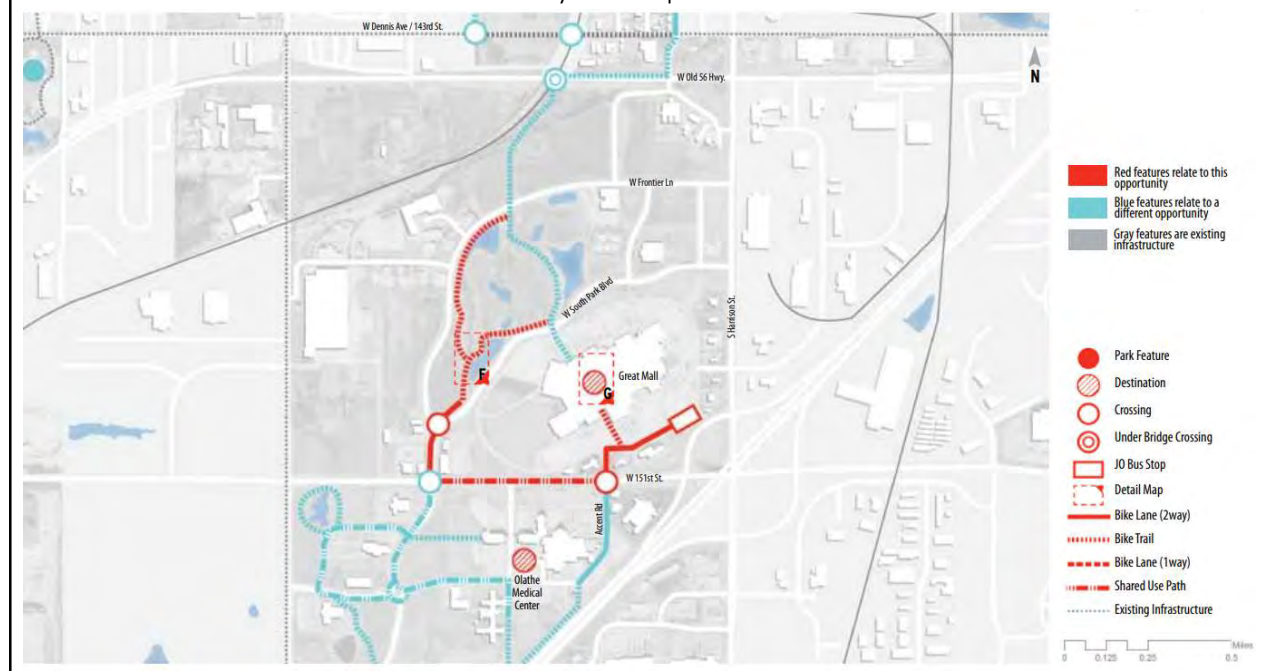 W Dennis Ave / 143rd St.
W Old 56 Hwy.
N
W Frontier Ln
W South Park Blvd
S Harrison St.
F
Great Mall
G
W 151st St.
Accent Rd
Olathe
Medical
Center
Red features relate to this
opportunity
Blue features relate to a
different opportunity
Gray features are existing
infrastructure
Park Feature
Destination
Crossing
Under Bridge Crossing
JO Bus Stop
Detail Map
Bike Lane (2way)
Bike Trail
Bike Lane (1way)
Shared Use Path
Existing Infrastructure
Miles
0 0.125 0.25 0.5